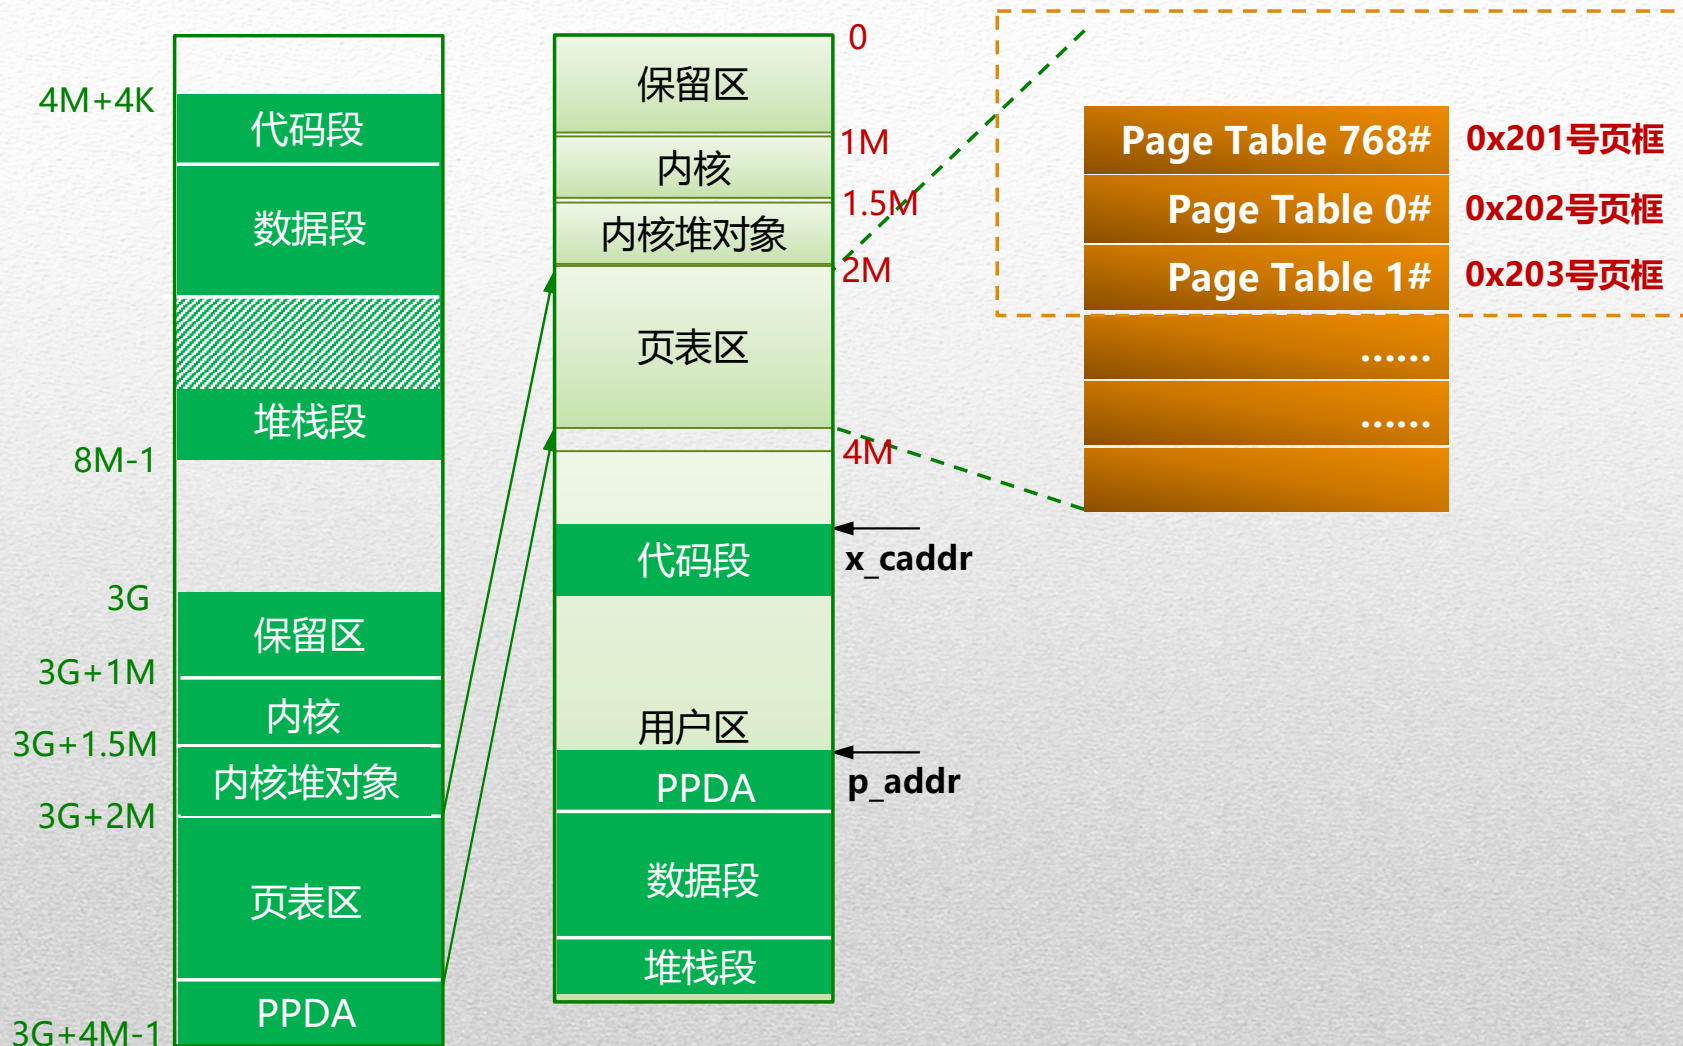 4M+4K
代码段
数据段
堆栈段
8M-1
3G
保留区
3G+1M
内核
3G+1.5M
内核堆对象
3G+2M
页表区
PPDA
3G+4M-1
0
保留区
1M
内核
1.5M
内核堆对象
2M
页表区
4M
代码段
x_caddr
用户区
p_addr
PPDA
数据段
堆栈段
Page Table 768# 0x201号页框
Page Table 0# 0x202号页框
Page Table 1# 0x203号页框
......
......